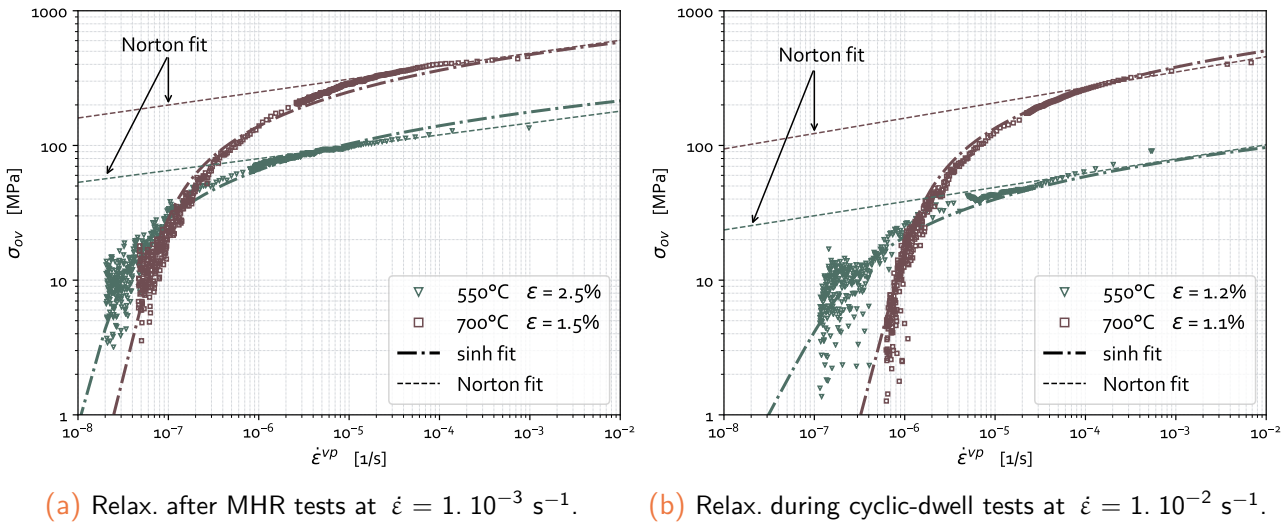 1000
100
10
1
σov [MPa]
Norton fit
550°C ε = 2.5%
700°C ε = 1.5%
sinh fit
Norton fit
10⁻⁸ 10⁻⁷ 10⁻⁶ 10⁻⁵ 10⁻⁴ 10⁻³ 10⁻²
ε̇ᵛᵖ [1/s]
(a) Relax. after MHR tests at ε̇ = 1. 10⁻³ s⁻¹.
1000
100
10
1
σov [MPa]
Norton fit
550°C ε = 1.2%
700°C ε = 1.1%
sinh fit
Norton fit
10⁻⁸ 10⁻⁷ 10⁻⁶ 10⁻⁵ 10⁻⁴ 10⁻³ 10⁻²
ε̇ᵛᵖ [1/s]
(b) Relax. during cyclic-dwell tests at ε̇ = 1. 10⁻² s⁻¹.